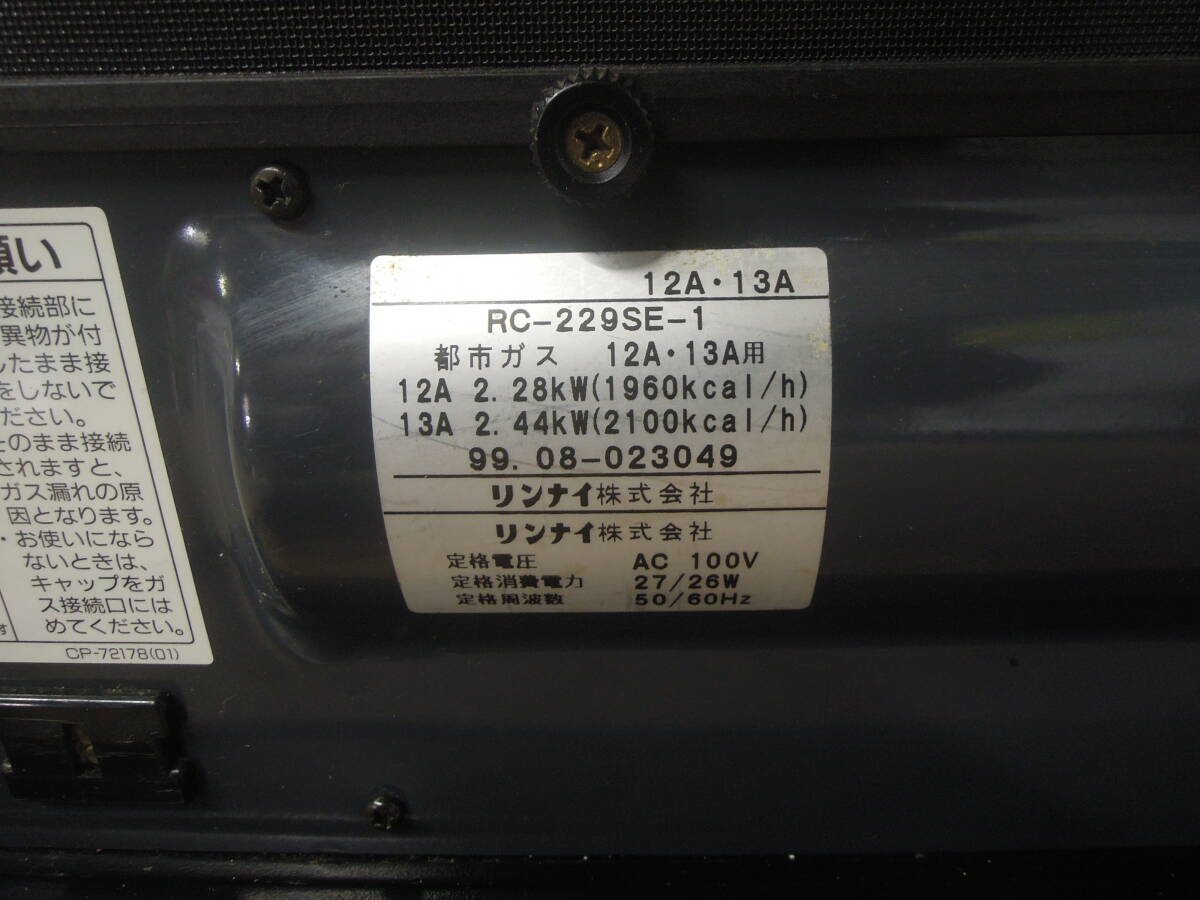 願い
接続部に
異物が付
したまま接
をしないで
ださい。
そのまま接続
されますと、
ガス漏れの原
因となります。
・お使いになら
ないときは、
キャップをガ
ス接続口には
めてください。
す
CP-72178(01)
12A・13A
RC-229SE-1
都市ガス 12A・13A用
12A 2.28kW(1960kcal/h)
13A 2.44kW(2100kcal/h)
99.08-023049
リンナイ株式会社
リンナイ株式会社
定格電圧 AC 100V
定格消費電力 27/26W
定格周波数 50/60Hz